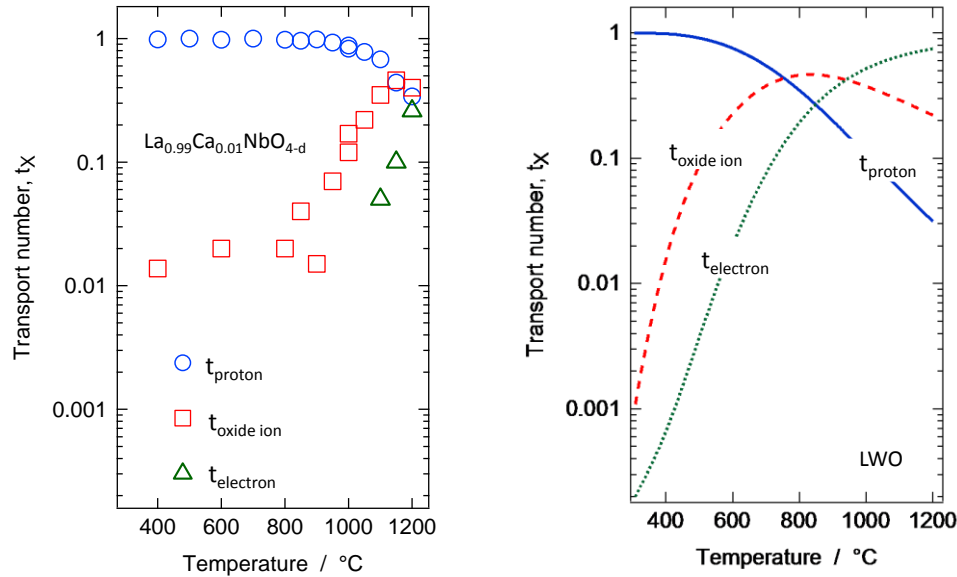 Transport number, tX
1
0.1
0.01
0.001
La0.99Ca0.01NbO4-d
tproton
toxide ion
telectron
400 600 800 1000 1200
Temperature / °C
Transport number, tX
1
0.1
0.01
0.001
toxide ion
tproton
telectron
LWO
400 600 800 1000 1200
Temperature / °C